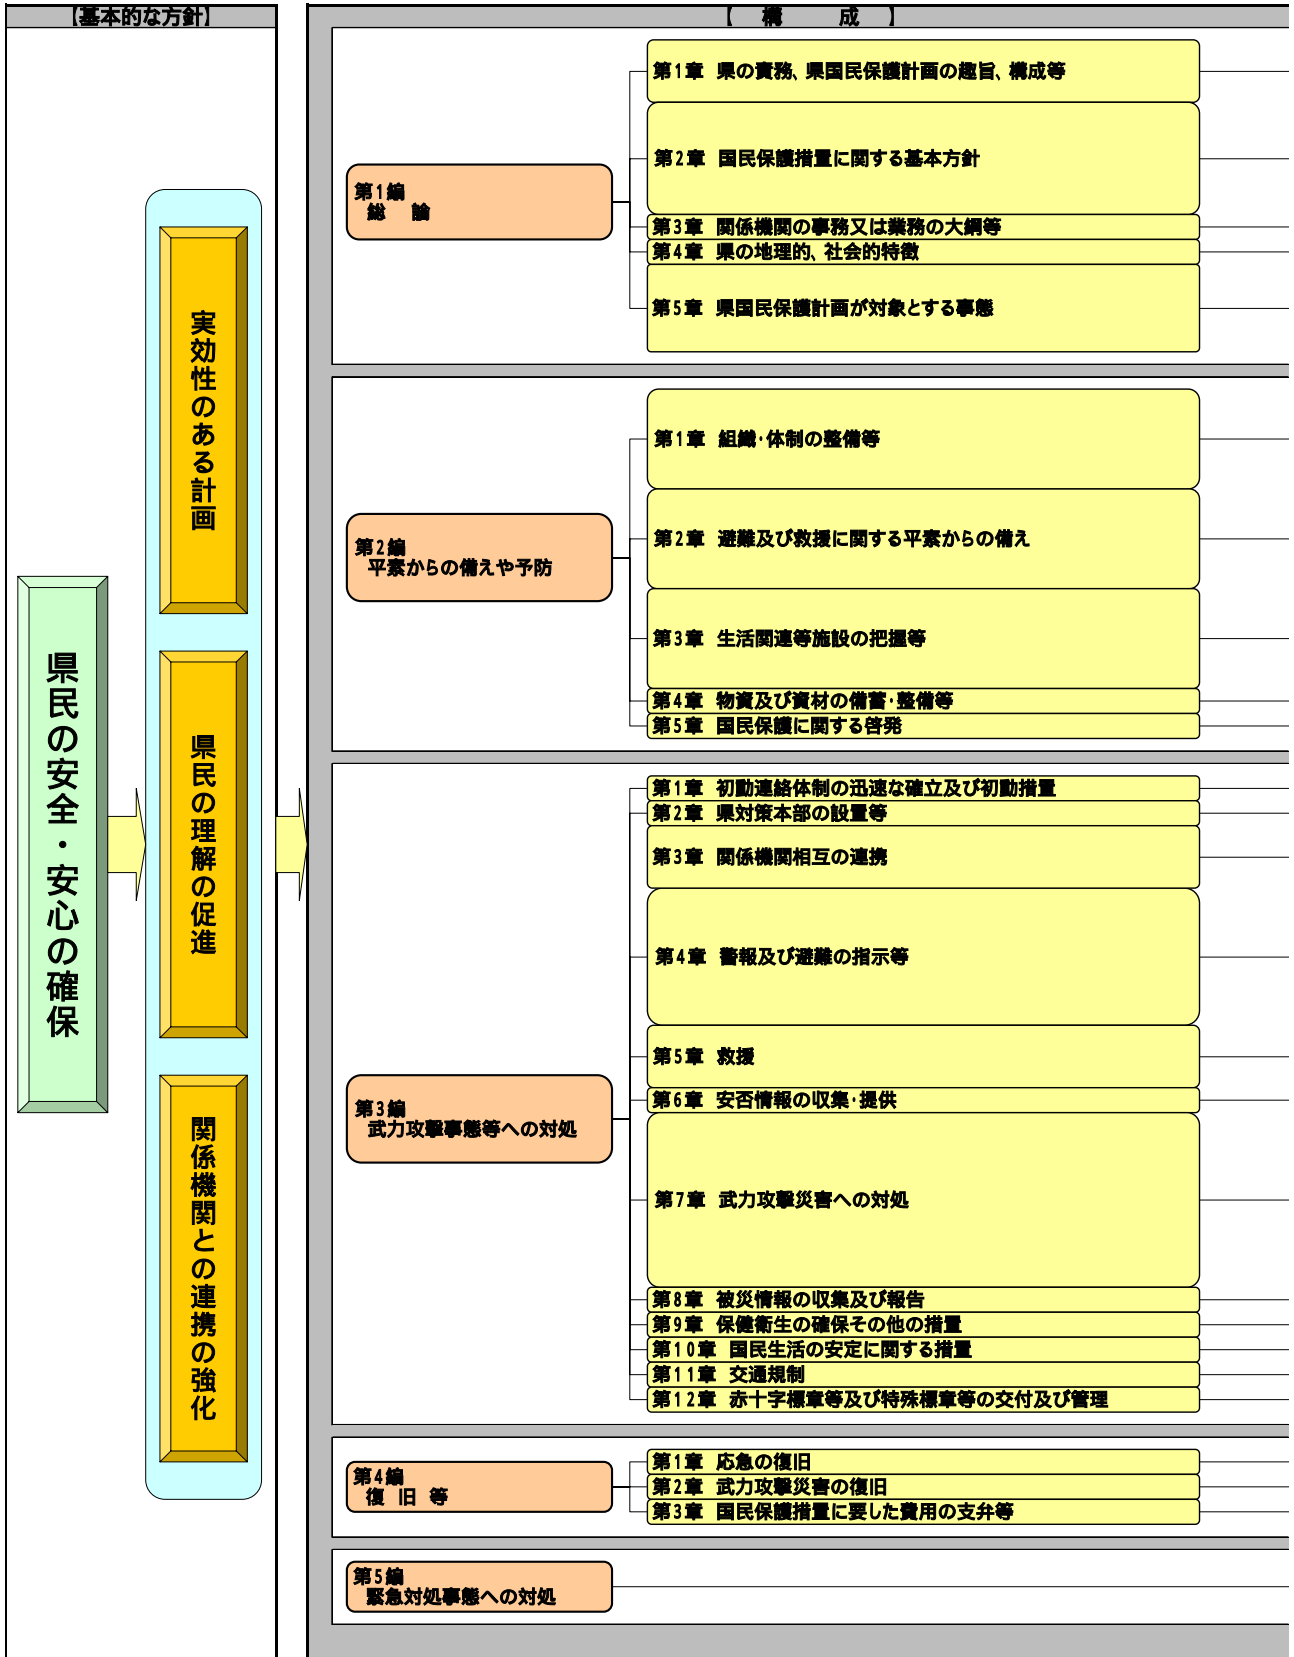 【基本的な方針】
県民の安全・安心の確保
実効性のある計画
県民の理解の促進
関係機関との連携の強化
【　構　　成　】
第1編
総　論
第1章 県の責務、県国民保護計画の趣旨、構成等
第2章 国民保護措置に関する基本方針
第3章 関係機関の事務又は業務の大綱等
第4章 県の地理的、社会的特徴
第5章 県国民保護計画が対象とする事態
第2編
平素からの備えや予防
第1章 組織・体制の整備等
第2章 避難及び救援に関する平素からの備え
第3章 生活関連等施設の把握等
第4章 物資及び資材の備蓄・整備等
第5章 国民保護に関する啓発
第3編
武力攻撃事態等への対処
第1章 初動連絡体制の迅速な確立及び初動措置
第2章 県対策本部の設置等
第3章 関係機関相互の連携
第4章 警報及び避難の指示等
第5章 救援
第6章 安否情報の収集・提供
第7章 武力攻撃災害への対処
第8章 被災情報の収集及び報告
第9章 保健衛生の確保その他の措置
第10章 国民生活の安定に関する措置
第11章 交通規制
第12章 赤十字標章等及び特殊標章等の交付及び管理
第4編
復 旧 等
第1章 応急の復旧
第2章 武力攻撃災害の復旧
第3章 国民保護措置に要した費用の支弁等
第5編
緊急対処事態への対処